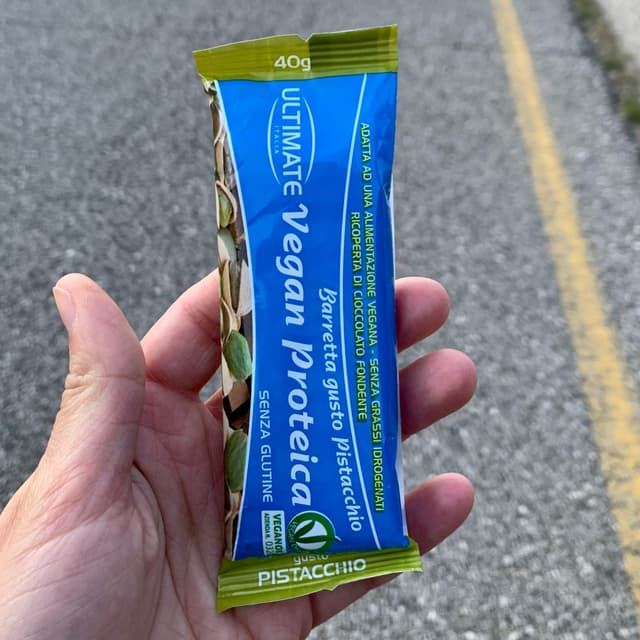 40g
ULTIMATE
ITALIA
Vegan Proteica
Barretta gusto Pistacchio
ADATTA AD UNA ALIMENTAZIONE VEGANA - SENZA GRASSI IDROGENATI
RICOPERTA DI CIOCCOLATO FONDENTE
SENZA GLUTINE
VEGANOK
gusto
PISTACCHIO